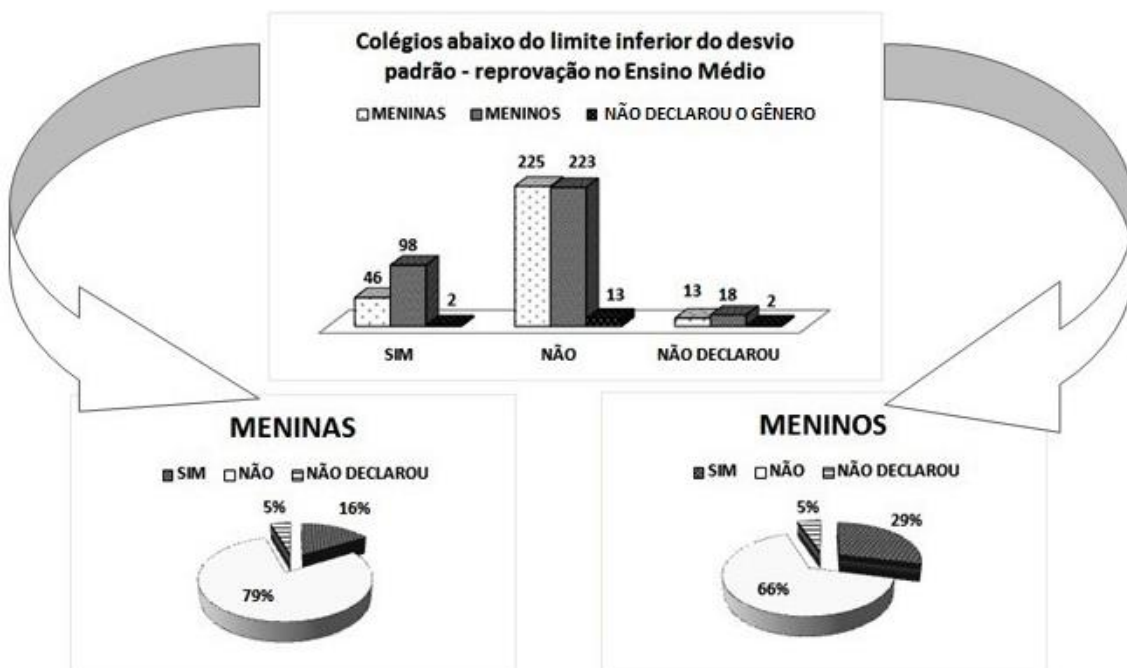 Colégios abaixo do limite inferior do desvio
padrão - reprovação no Ensino Médio
MENINAS MENINOS NÃO DECLAROU O GÊNERO
225 223
98
46
2
13
13 18 2
SIM NÃO NÃO DECLAROU
MENINAS
SIM NÃO NÃO DECLAROU
5% 16%
79%
MENINOS
SIM NÃO NÃO DECLAROU
5% 29%
66%